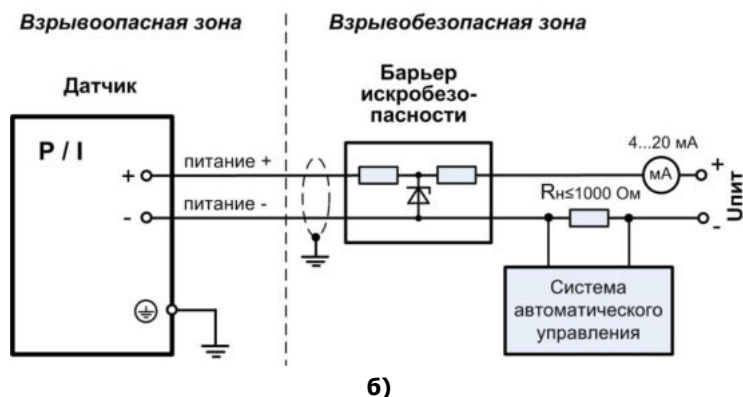 Взрывоопасная зона
Взрывобезопасная зона
Датчик
Барьер
искробезо-
пасности
P / I
+
питание +
-
питание -
4...20 мА
мА
+
-
Uпит
Rн≤1000 Ом
Система
автоматического
управления
б)